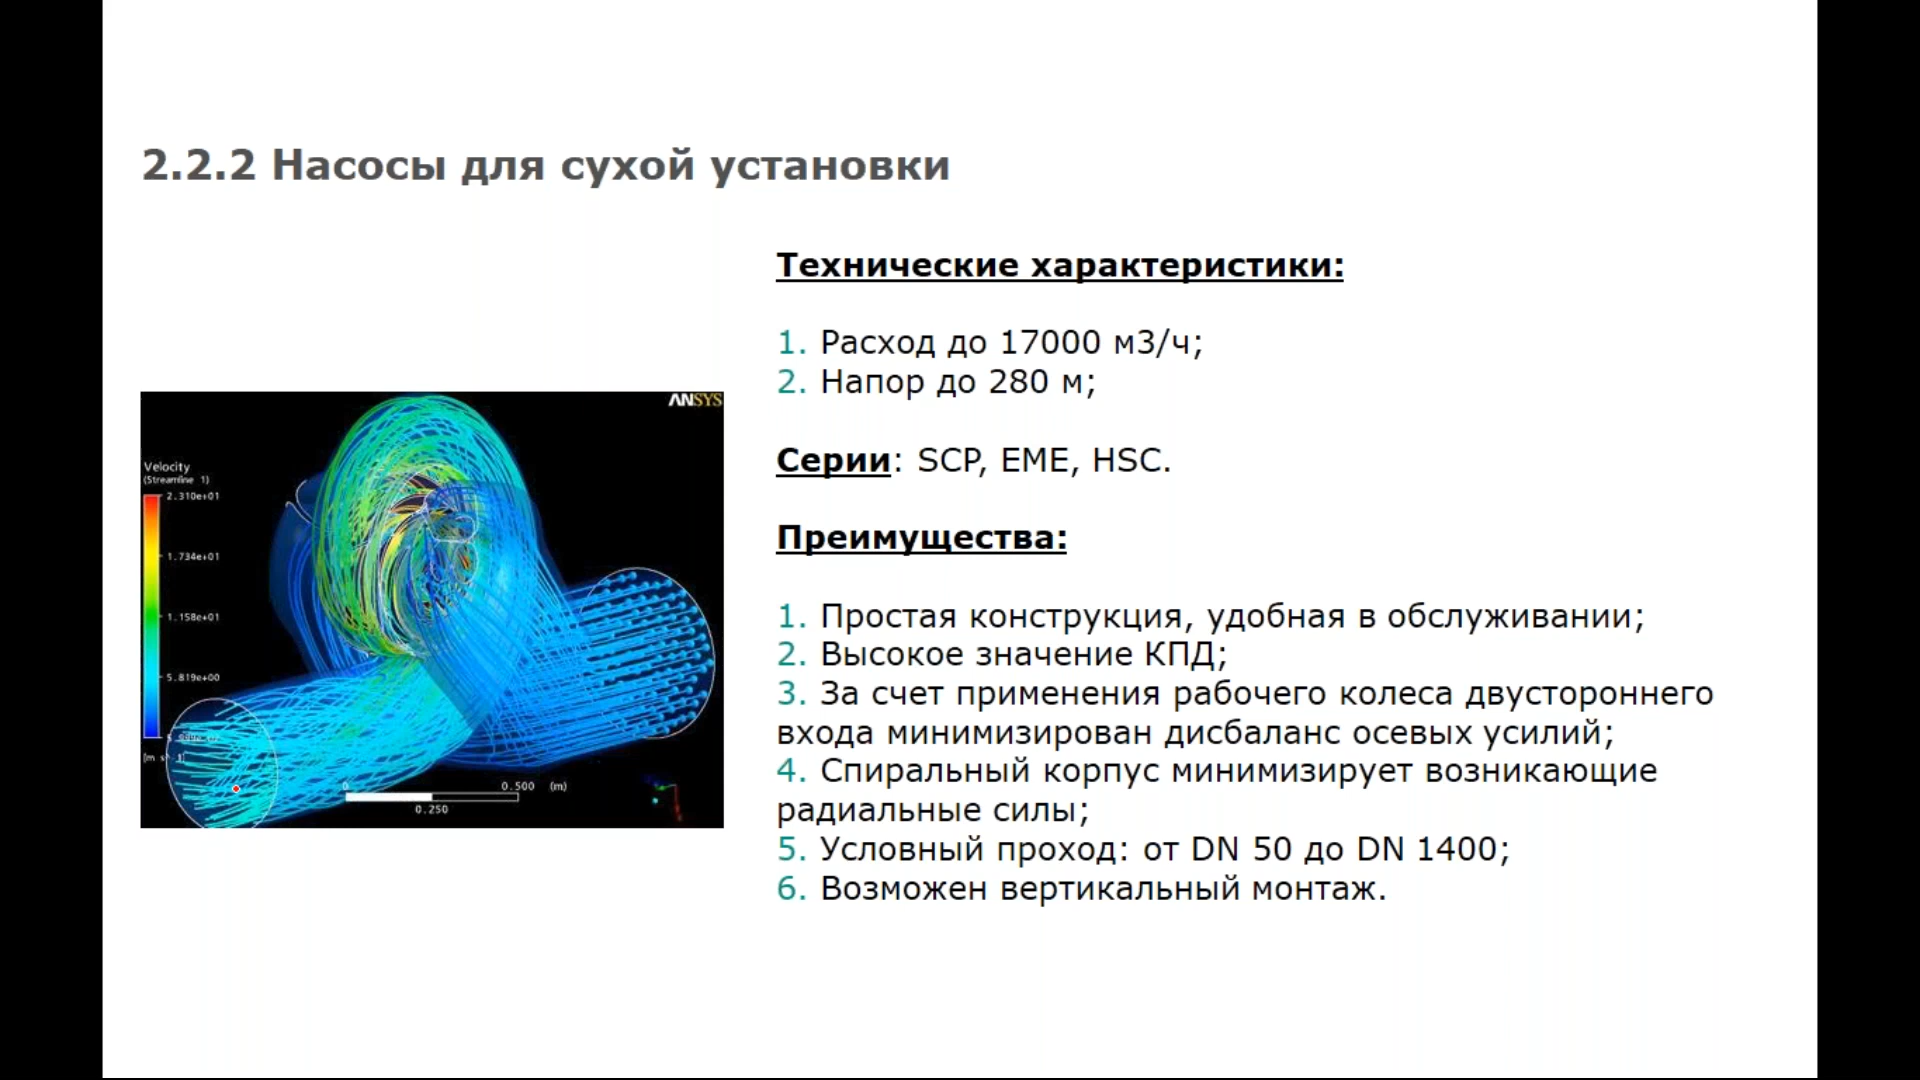 2.2.2 Насосы для сухой установки
Технические характеристики:
1. Расход до 17000 м3/ч;
2. Напор до 280 м;
Серии: SCP, EME, HSC.
Преимущества:
1. Простая конструкция, удобная в обслуживании;
2. Высокое значение КПД;
3. За счет применения рабочего колеса двустороннего
входа минимизирован дисбаланс осевых усилий;
4. Спиральный корпус минимизирует возникающие
радиальные силы;
5. Условный проход: от DN 50 до DN 1400;
6. Возможен вертикальный монтаж.
ANSYS
Velocity
(Streamline 1)
2.310e+01
1.734e+01
1.158e+01
5.819e+00
0 0.500 (m)
0.250